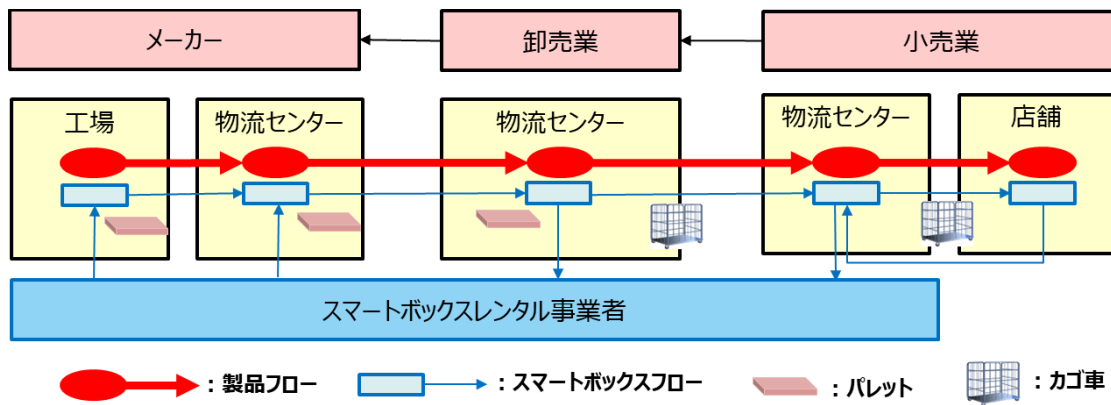 メーカー
卸売業
小売業
工場
物流センター
物流センター
物流センター
店舗
スマートボックスレンタル事業者
：製品フロー
：スマートボックスフロー
：パレット
：カゴ車